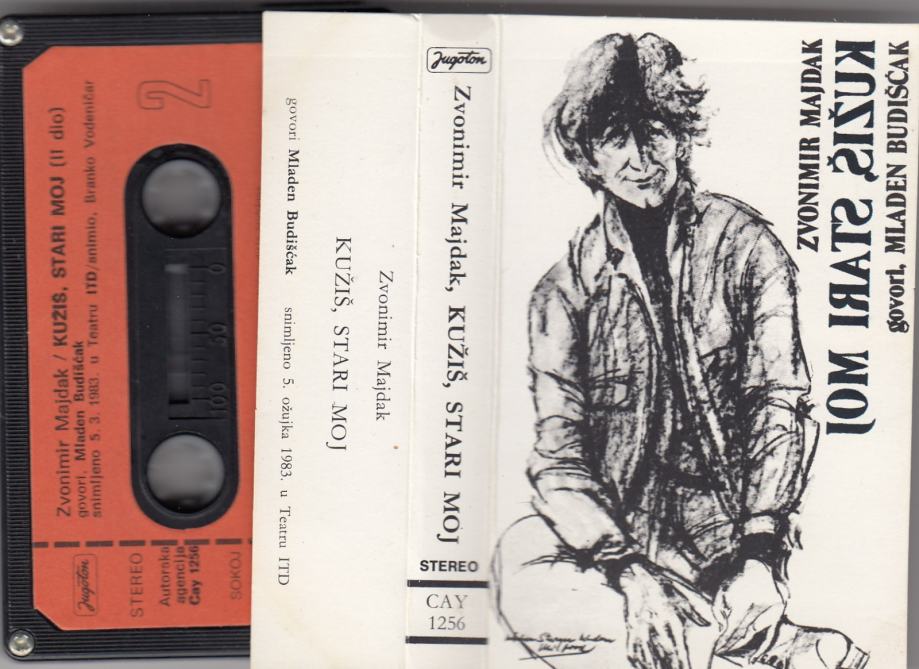 2
Zvonimir Majdak / KUŽIŠ, STARI MOJ (II dio)
govori, Mladen Budišćak
snimljeno 5. 3. 1983. u Teatru ITD/snimio, Branko Vodeničar
0
50
100
Jugoton
STEREO
Autorska
agencija
Cay 1256
SOKOJ
Zvonimir Majdak
KUŽIŠ, STARI MOJ
govori Mladen Budišćak snimljeno 5. ožujka 1983. u Teatru ITD
Jugoton
Zvonimir Majdak, KUŽIŠ, STARI MOJ
STEREO
CAY
1256
ZVONIMIR MAJDAK
KUŽIŠ, STARI MOJ
govori, MLADEN BUDIŠĆAK